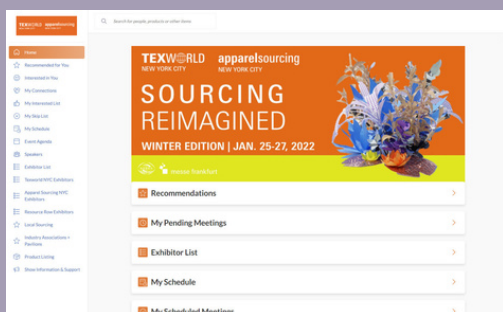 TEXWORLD apparelsourcing
Search for people, products or other items
Home
Recommended for You
Interested in You
My Connections
My Interested List
My Skip List
My Schedule
Event Agenda
Speakers
Exhibitor List
Texworld NYC Exhibitors
Apparel Sourcing NYC
Exhibitors
Resource Row Exhibitors
Local Sourcing
Industry Associations +
Pavilions
Product Listing
Show Information & Support
TEXWORLD apparelsourcing
NEW YORK CITY NEW YORK CITY
SOURCING
REIMAGINED
WINTER EDITION | JAN. 25-27, 2022
messe frankfurt
Recommendations
My Pending Meetings
Exhibitor List
My Schedule
My Scheduled Meetings